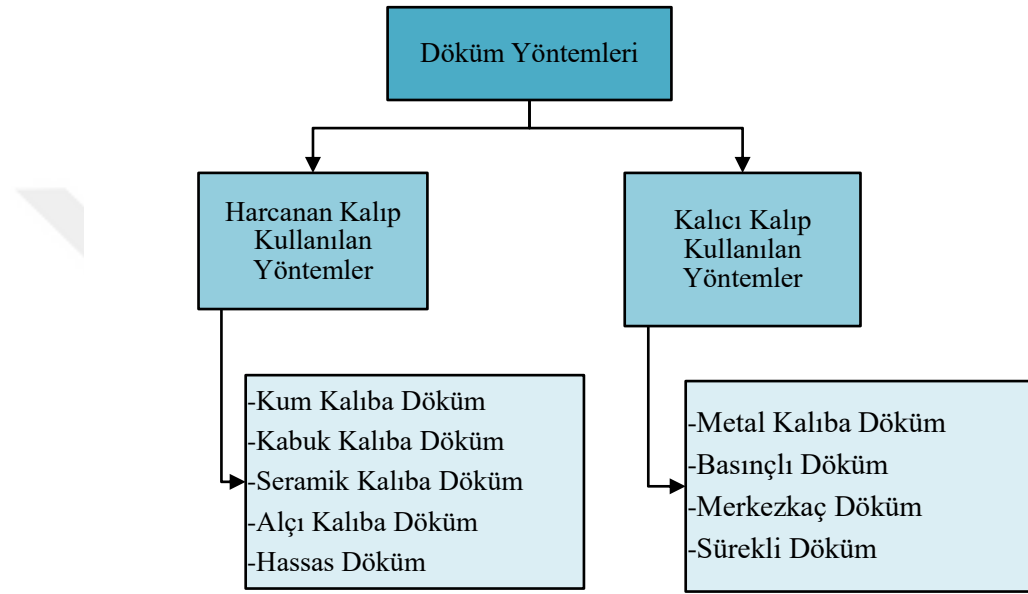 Döküm Yöntemleri
Harcanan Kalıp
Kullanılan
Yöntemler
Kalıcı Kalıp
Kullanılan
Yöntemler
-Kum Kalıba Döküm
-Kabuk Kalıba Döküm
-Seramik Kalıba Döküm
-Alçı Kalıba Döküm
-Hassas Döküm
-Metal Kalıba Döküm
-Basınçlı Döküm
-Merkezkaç Döküm
-Sürekli Döküm